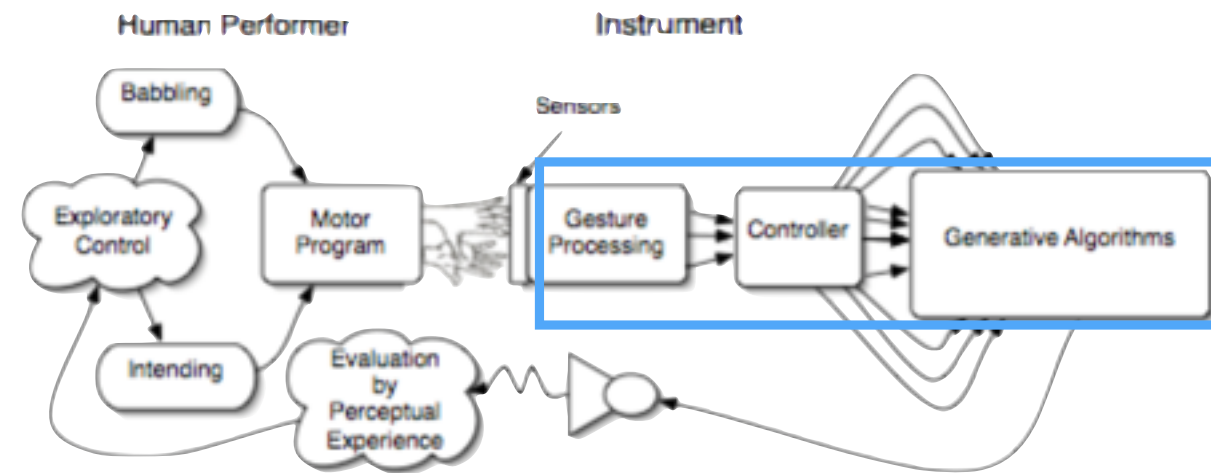 Human Performer
Instrument
Babbling
Sensors
Exploratory
Control
Motor
Program
Gesture
Processing
Controller
Generative Algorithms
Intending
Evaluation
by
Perceptual
Experience